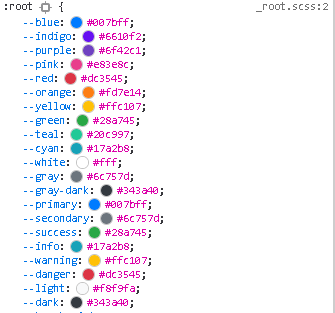 :root { _root.scss:2
--blue: #007bff;
--indigo: #6610f2;
--purple: #6f42c1;
--pink: #e83e8c;
--red: #dc3545;
--orange: #fd7e14;
--yellow: #ffc107;
--green: #28a745;
--teal: #20c997;
--cyan: #17a2b8;
--white: #fff;
--gray: #6c757d;
--gray-dark: #343a40;
--primary: #007bff;
--secondary: #6c757d;
--success: #28a745;
--info: #17a2b8;
--warning: #ffc107;
--danger: #dc3545;
--light: #f8f9fa;
--dark: #343a40;